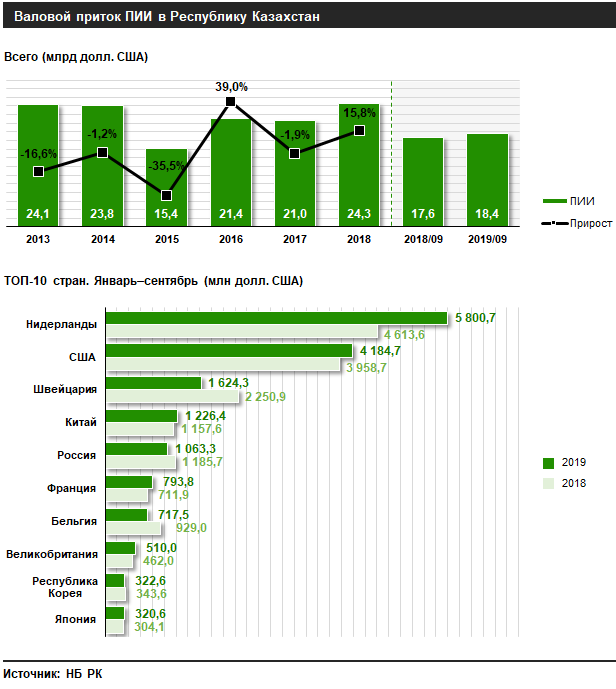 Валовой приток ПИИ в Республику Казахстан
Всего (млрд долл. США)
39,0%
-16,6% -1,2% -35,5% -1,9% 15,8%
24,1 23,8 15,4 21,4 21,0 24,3 17,6 18,4
2013 2014 2015 2016 2017 2018 2018/09 2019/09
ПИИ
Прирост
ТОП-10 стран. Январь–сентябрь (млн долл. США)
Нидерланды 5 800,7
4 613,6
США 4 184,7
3 958,7
Швейцария 1 624,3
2 250,9
Китай 1 226,4
1 157,6
Россия 1 063,3
1 185,7
Франция 793,8
711,9
Бельгия 717,5
929,0
Великобритания 510,0
462,0
Республика 322,6
Корея 343,6
Япония 320,6
304,1
2019
2018
Источник: НБ РК